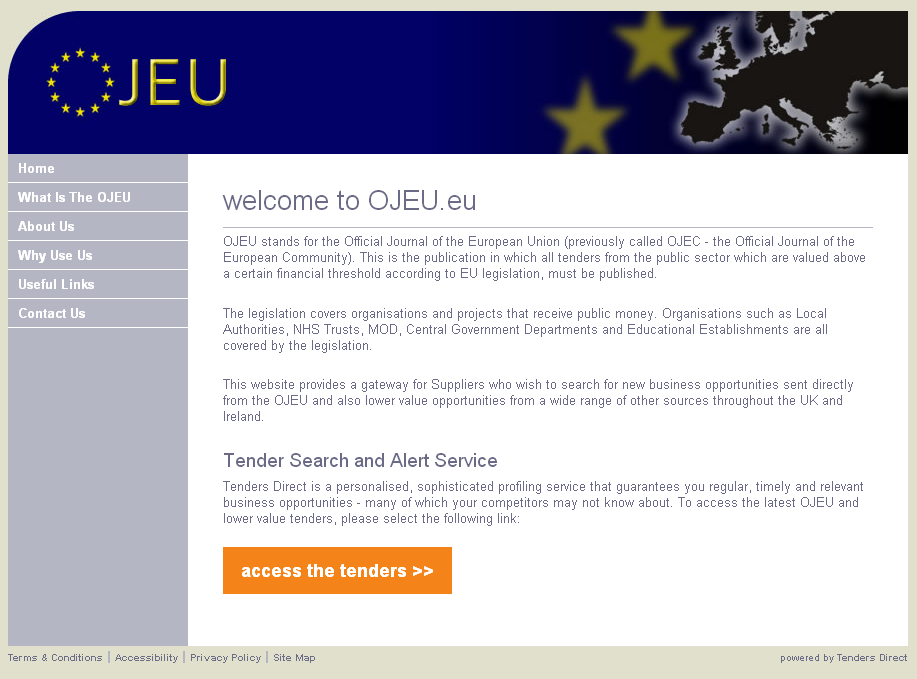 OJEU
Home
What Is The OJEU
About Us
Why Use Us
Useful Links
Contact Us
welcome to OJEU.eu
OJEU stands for the Official Journal of the European Union (previously called OJEC - the Official Journal of the
European Community). This is the publication in which all tenders from the public sector which are valued above
a certain financial threshold according to EU legislation, must be published.
The legislation covers organisations and projects that receive public money. Organisations such as Local
Authorities, NHS Trusts, MOD, Central Government Departments and Educational Establishments are all
covered by the legislation.
This website provides a gateway for Suppliers who wish to search for new business opportunities sent directly
from the OJEU and also lower value opportunities from a wide range of other sources throughout the UK and
Ireland.
Tender Search and Alert Service
Tenders Direct is a personalised, sophisticated profiling service that guarantees you regular, timely and relevant
business opportunities - many of which your competitors may not know about. To access the latest OJEU and
lower value tenders, please select the following link:
access the tenders >>
Terms & Conditions | Accessibility | Privacy Policy | Site Map
powered by Tenders Direct